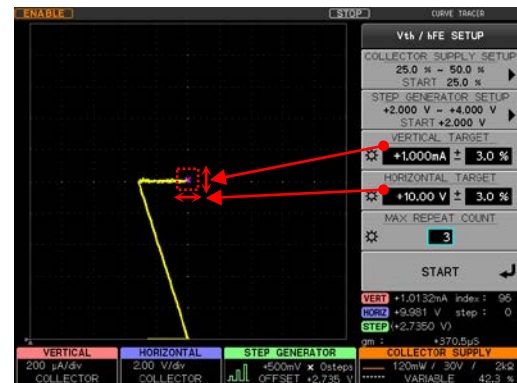 ENABLE STOP CURVE TRACER
Vth / hFE SETUP
COLLECTOR SUPPLY SETUP
25.0 % ~ 50.0 %
START 25.0 %
STEP GENERATOR SETUP
+2.000 V ~ +4.000 V
START +2.000 V
VERTICAL TARGET
+1.000mA ± 3.0 %
HORIZONTAL TARGET
+10.00 V ± 3.0 %
MAX REPEAT COUNT
3
START
VERT +1.0132mA index: 96
HORIZ +9.981 V step: 0
STEP (+2.7350 V)
gm : +370.5µS
VERTICAL HORIZONTAL STEP GENERATOR COLLECTOR SUPPLY
200 µA/div 2.00 V/div +500mV x 0steps 120mW / 30V / 2kΩ
COLLECTOR COLLECTOR OFFSET +2.735 V VARIABLE 42.3 %